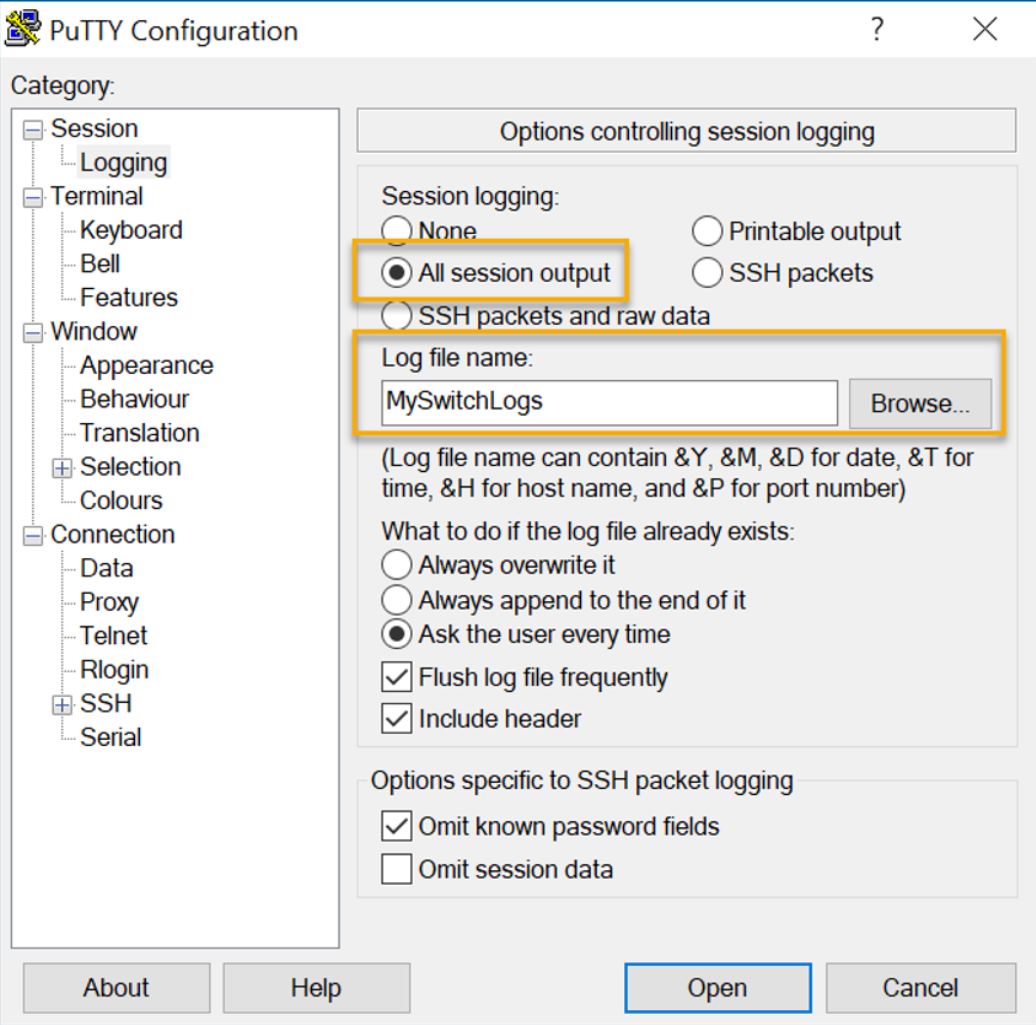 PuTTY Configuration
?
Category:
Session
Logging
Terminal
Keyboard
Bell
Features
Window
Appearance
Behaviour
Translation
Selection
Colours
Connection
Data
Proxy
Telnet
Rlogin
SSH
Serial
Options controlling session logging
Session logging:
None
Printable output
All session output
SSH packets
SSH packets and raw data
Log file name:
MySwitchLogs
Browse...
(Log file name can contain &Y, &M, &D for date, &T for
time, &H for host name, and &P for port number)
What to do if the log file already exists:
Always overwrite it
Always append to the end of it
Ask the user every time
Flush log file frequently
Include header
Options specific to SSH packet logging
Omit known password fields
Omit session data
About
Help
Open
Cancel